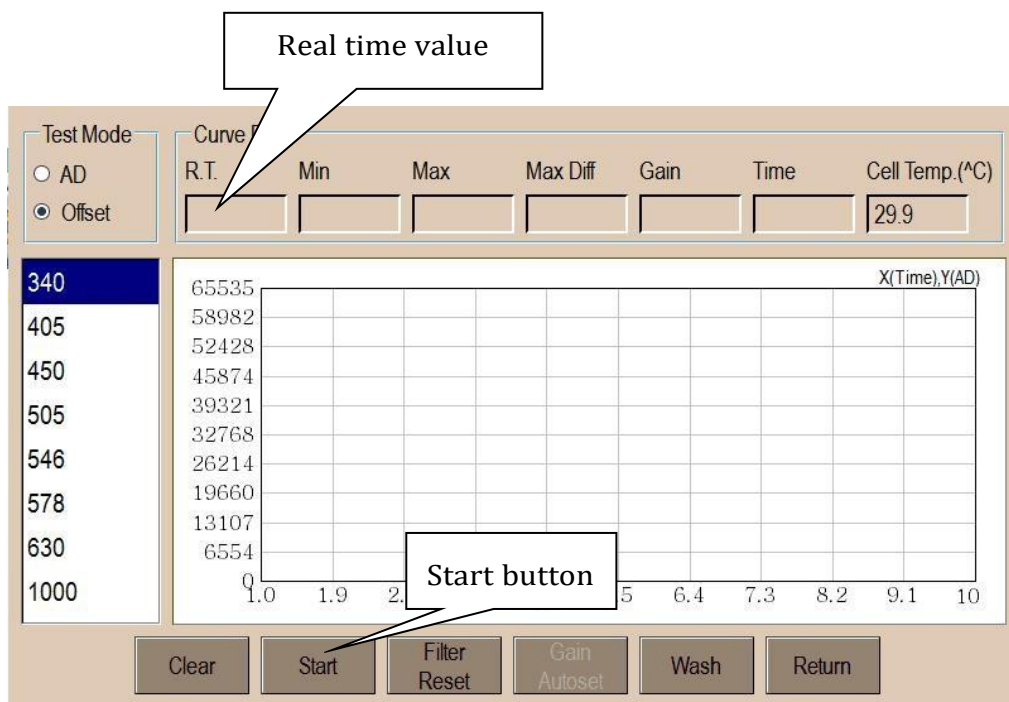 Real time value
Test Mode
AD
Offset
Curve
R.T. Min Max Max Diff Gain Time Cell Temp.(^C)
29.9
340
405
450
505
546
578
630
1000
X(Time),Y(AD)
65535
58982
52428
45874
39321
32768
26214
19660
13107
6554
0
1.0 1.9 2. 5 6.4 7.3 8.2 9.1 10
Start button
Clear Start Filter Reset Gain Autoset Wash Return